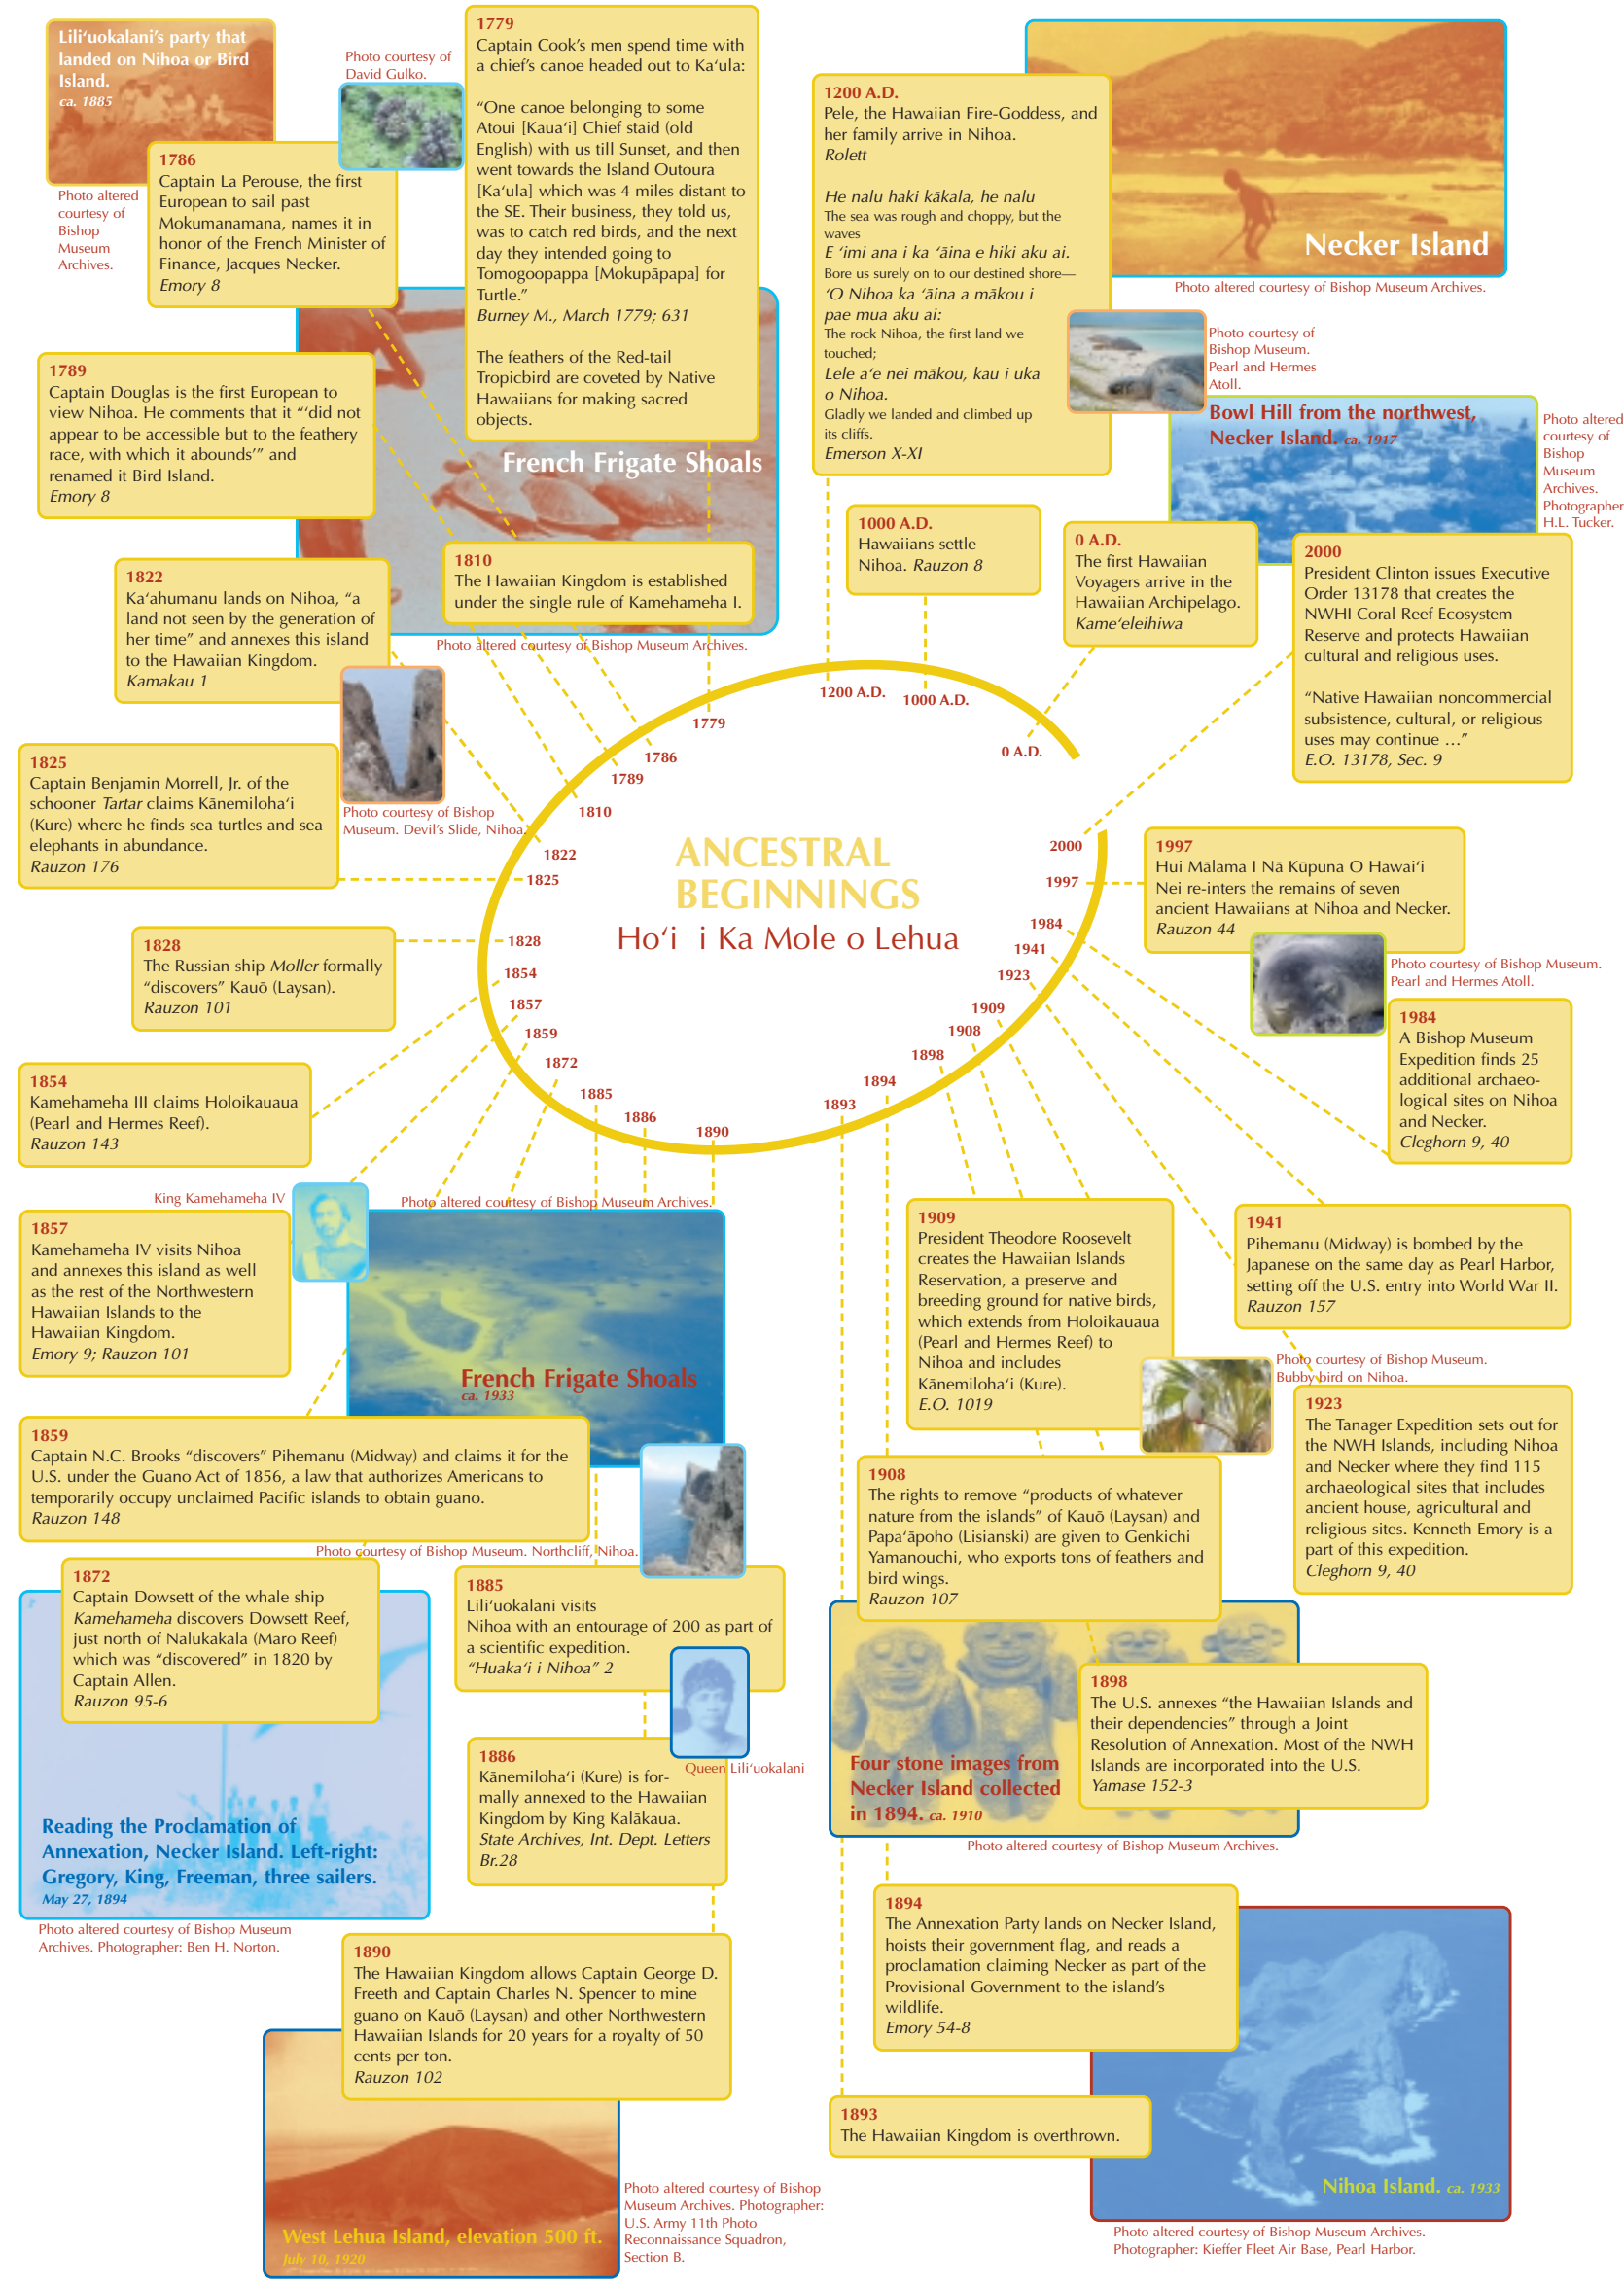 Lili‘uokalani’s party that
landed on Nihoa or Bird
Island.
ca. 1885
Photo altered
courtesy of
Bishop
Museum
Archives.
Photo courtesy of
David Gulko.
1779
Captain Cook’s men spend time with
a chief’s canoe headed out to Ka‘ula:
“One canoe belonging to some
Atoui [Kaua‘i] Chief staid (old
English) with us till Sunset, and then
went towards the Island Outoura
[Ka‘ula] which was 4 miles distant to
the SE. Their business, they told us,
was to catch red birds, and the next
day they intended going to
Tomogoopappa [Mokupāpapa] for
Turtle.”
Burney M., March 1779; 631
The feathers of the Red-tail
Tropicbird are coveted by Native
Hawaiians for making sacred
objects.
1786
Captain La Perouse, the first
European to sail past
Mokumanamana, names it in
honor of the French Minister of
Finance, Jacques Necker.
Emory 8
1789
Captain Douglas is the first European to
view Nihoa. He comments that it “‘did not
appear to be accessible but to the feathery
race, with which it abounds’” and
renamed it Bird Island.
Emory 8
French Frigate Shoals
1810
The Hawaiian Kingdom is established
under the single rule of Kamehameha I.
Photo altered courtesy of Bishop Museum Archives.
1822
Ka‘ahumanu lands on Nihoa, “a
land not seen by the generation of
her time” and annexes this island
to the Hawaiian Kingdom.
Kamakau 1
Photo courtesy of Bishop
Museum. Devil’s Slide, Nihoa.
1825
Captain Benjamin Morrell, Jr. of the
schooner Tartar claims Kānemiloha‘i
(Kure) where he finds sea turtles and sea
elephants in abundance.
Rauzon 176
1828
The Russian ship Moller formally
“discovers” Kauō (Laysan).
Rauzon 101
1854
Kamehameha III claims Holoikauaua
(Pearl and Hermes Reef).
Rauzon 143
1200 A.D.
Pele, the Hawaiian Fire-Goddess, and
her family arrive in Nihoa.
Rolett
He nalu haki kākala, he nalu
The sea was rough and choppy, but the
waves
E ‘imi ana i ka ‘āina e hiki aku ai.
Bore us surely on to our destined shore—
‘O Nihoa ka ‘āina a mākou i
pae mua aku ai:
The rock Nihoa, the first land we
touched;
Lele a‘e nei mākou, kau i uka
o Nihoa.
Gladly we landed and climbed up
its cliffs.
Emerson X-XI
Necker Island
Photo altered courtesy of Bishop Museum Archives.
Photo courtesy of
Bishop Museum.
Pearl and Hermes
Atoll.
Bowl Hill from the northwest,
Necker Island. ca. 1917
Photo altered
courtesy of
Bishop
Museum
Archives.
Photographer
H.L. Tucker.
1000 A.D.
Hawaiians settle
Nihoa. Rauzon 8
0 A.D.
The first Hawaiian
Voyagers arrive in the
Hawaiian Archipelago.
Kame‘eleihiwa
2000
President Clinton issues Executive
Order 13178 that creates the
NWHI Coral Reef Ecosystem
Reserve and protects Hawaiian
cultural and religious uses.
“Native Hawaiian noncommercial
subsistence, cultural, or religious
uses may continue …”
E.O. 13178, Sec. 9
ANCESTRAL
BEGINNINGS
Ho‘i i Ka Mole o Lehua
0 A.D.
1000 A.D.
1200 A.D.
1779
1786
1789
1810
1822
1825
1828
1854
1857
1859
1872
1885
1886
1890
1893
1894
1898
1908
1909
1923
1941
1984
1997
2000
1997
Hui Mālama I Nā Kūpuna O Hawai‘i
Nei re-inters the remains of seven
ancient Hawaiians at Nihoa and Necker.
Rauzon 44
Photo courtesy of Bishop Museum.
Pearl and Hermes Atoll.
1984
A Bishop Museum
Expedition finds 25
additional archaeo-
logical sites on Nihoa
and Necker.
Cleghorn 9, 40
King Kamehameha IV
1857
Kamehameha IV visits Nihoa
and annexes this island as well
as the rest of the Northwestern
Hawaiian Islands to the
Hawaiian Kingdom.
Emory 9; Rauzon 101
Photo altered courtesy of Bishop Museum Archives.
French Frigate Shoals
ca. 1933
1859
Captain N.C. Brooks “discovers” Pihemanu (Midway) and claims it for the
U.S. under the Guano Act of 1856, a law that authorizes Americans to
temporarily occupy unclaimed Pacific islands to obtain guano.
Rauzon 148
Photo courtesy of Bishop Museum. Northcliff, Nihoa.
1872
Captain Dowsett of the whale ship
Kamehameha discovers Dowsett Reef,
just north of Nalukakala (Maro Reef)
which was “discovered” in 1820 by
Captain Allen.
Rauzon 95-6
1885
Lili‘uokalani visits
Nihoa with an entourage of 200 as part of
a scientific expedition.
“Huaka‘i i Nihoa” 2
Queen Lili‘uokalani
1886
Kānemiloha‘i (Kure) is for-
mally annexed to the Hawaiian
Kingdom by King Kalākaua.
State Archives, Int. Dept. Letters
Br.28
Reading the Proclamation of
Annexation, Necker Island. Left-right:
Gregory, King, Freeman, three sailers.
May 27, 1894
Photo altered courtesy of Bishop Museum
Archives. Photographer: Ben H. Norton.
1890
The Hawaiian Kingdom allows Captain George D.
Freeth and Captain Charles N. Spencer to mine
guano on Kauō (Laysan) and other Northwestern
Hawaiian Islands for 20 years for a royalty of 50
cents per ton.
Rauzon 102
West Lehua Island, elevation 500 ft.
July 10, 1920
Photo altered courtesy of Bishop
Museum Archives. Photographer:
U.S. Army 11th Photo
Reconnaissance Squadron,
Section B.
1909
President Theodore Roosevelt
creates the Hawaiian Islands
Reservation, a preserve and
breeding ground for native birds,
which extends from Holoikauaua
(Pearl and Hermes Reef) to
Nihoa and includes
Kānemiloha‘i (Kure).
E.O. 1019
1941
Pihemanu (Midway) is bombed by the
Japanese on the same day as Pearl Harbor,
setting off the U.S. entry into World War II.
Rauzon 157
Photo courtesy of Bishop Museum.
Bubby bird on Nihoa.
1923
The Tanager Expedition sets out for
the NWH Islands, including Nihoa
and Necker where they find 115
archaeological sites that includes
ancient house, agricultural and
religious sites. Kenneth Emory is a
part of this expedition.
Cleghorn 9, 40
1908
The rights to remove “products of whatever
nature from the islands” of Kauō (Laysan) and
Papa‘āpoho (Lisianski) are given to Genkichi
Yamanouchi, who exports tons of feathers and
bird wings.
Rauzon 107
1898
The U.S. annexes “the Hawaiian Islands and
their dependencies” through a Joint
Resolution of Annexation. Most of the NWH
Islands are incorporated into the U.S.
Yamase 152-3
Four stone images from
Necker Island collected
in 1894. ca. 1910
Photo altered courtesy of Bishop Museum Archives.
1894
The Annexation Party lands on Necker Island,
hoists their government flag, and reads a
proclamation claiming Necker as part of the
Provisional Government to the island’s
wildlife.
Emory 54-8
1893
The Hawaiian Kingdom is overthrown.
Nihoa Island. ca. 1933
Photo altered courtesy of Bishop Museum Archives.
Photographer: Kieffer Fleet Air Base, Pearl Harbor.